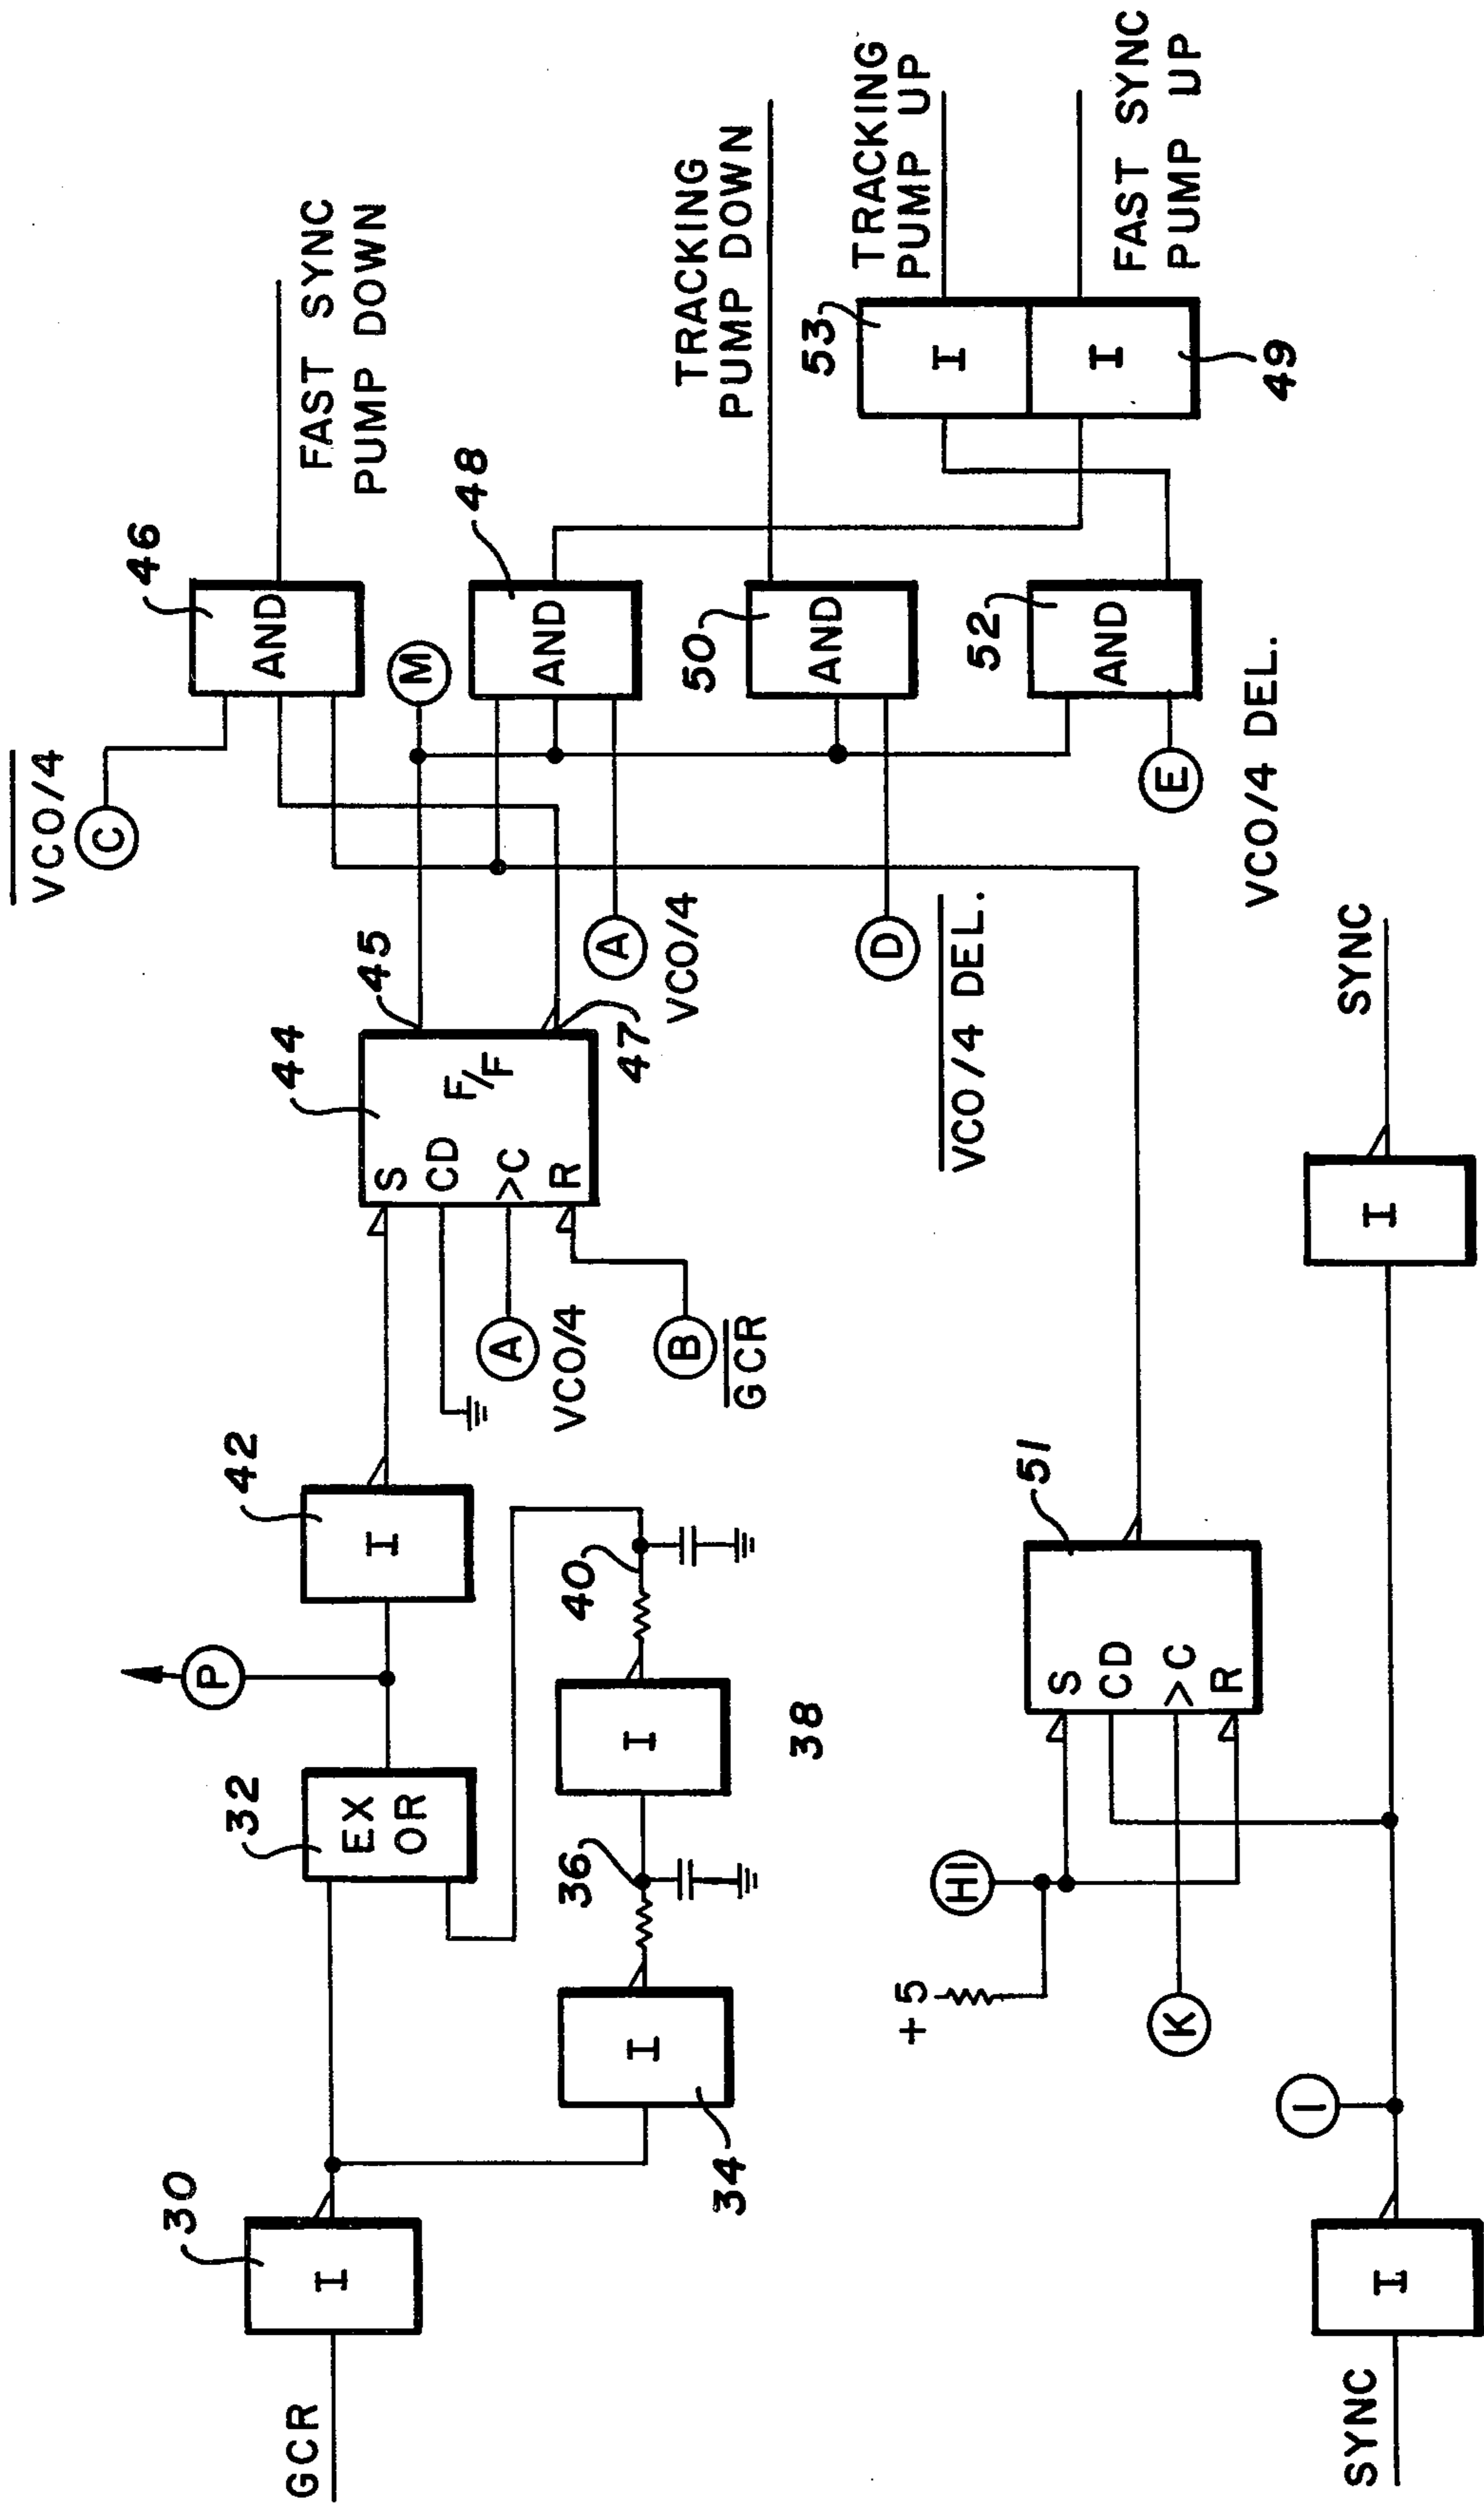 GCR
30
I
34
I
36
38
I
40
32
EX
OR
P
42
I
44
S
CD
>C
R
F/F
45
47
A
VCO/4
B
GCR
VCO/4
C
46
AND
FAST SYNC
PUMP DOWN
M
48
AND
A
VCO/4
50
AND
TRACKING
PUMP DOWN
D
VCO/4 DEL.
52
AND
E
VCO/4 DEL.
53
I
TRACKING
PUMP UP
I
49
FAST SYNC
PUMP UP
+5
HI
K
51
S
CD
>C
R
SYNC
I
I
I
SYNC